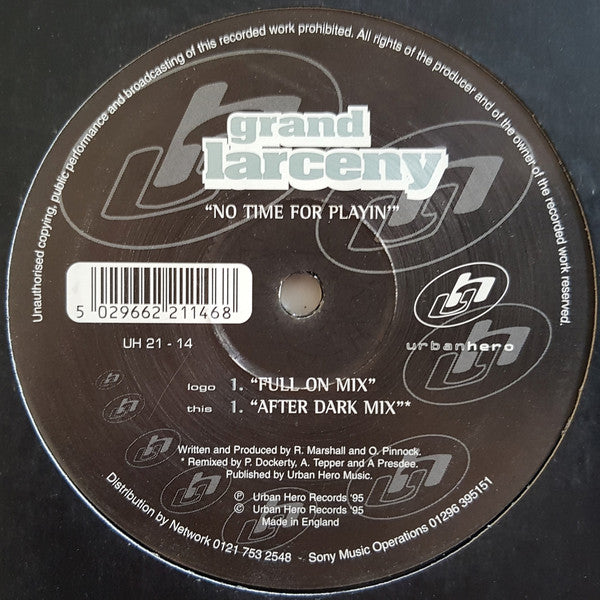 Unauthorised copying, public performance and broadcasting of this recorded work prohibited. All rights of the producer and of the owner of the recorded work reserved.
grand
larceny
“NO TIME FOR PLAYIN’”
5 029662 211468
UH 21 - 14
urbanhero
logo 1. “FULL ON MIX”
this 1. “AFTER DARK MIX”*
Written and Produced by R. Marshall and O. Pinnock.
* Remixed by P. Dockerty, A. Tepper and A Presdee.
Published by Urban Hero Music.
Ⓟ Urban Hero Records '95
© Urban Hero Records '95
Made in England
Distribution by Network 0121 753 2548 - Sony Music Operations 01296 395151